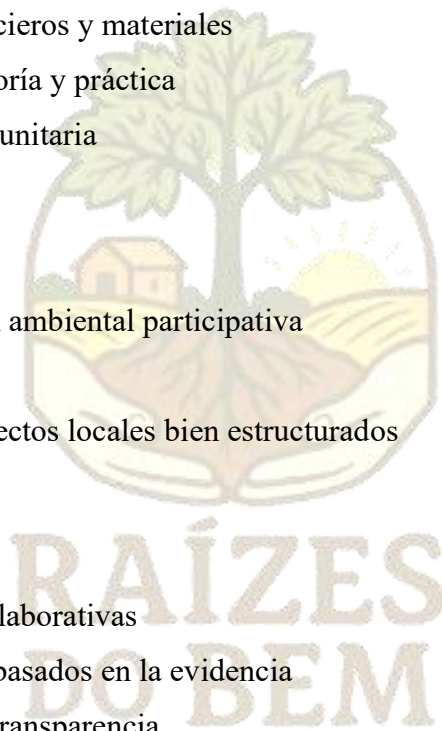 cieros y materiales
oría y práctica
unitaria
ambiental participativa
ectos locales bien estructurados
RAÍZES
laborativas
basados en la evidencia
DO BEM
transparencia